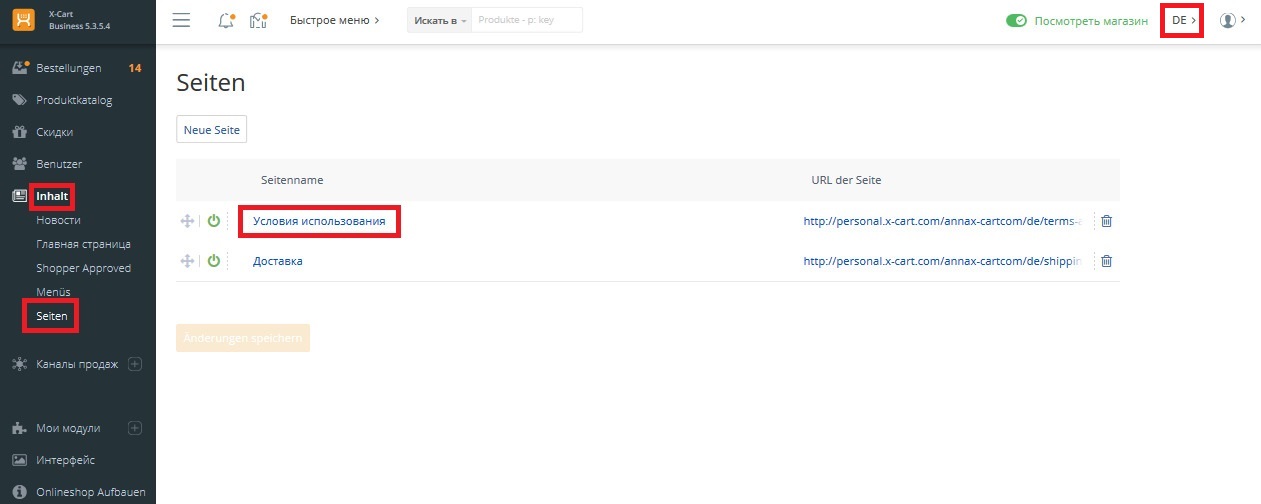 X-Cart
Business 5.3.5.4
Быстрое меню
Искать в
Produkte - p: key
Посмотреть магазин
DE
Bestellungen 14
Produktkatalog
Скидки
Benutzer
Inhalt
Новости
Главная страница
Shopper Approved
Menüs
Seiten
Каналы продаж
Мои модули
Интерфейс
Onlineshop Aufbauen
Seiten
Neue Seite
Seitenname URL der Seite
Условия использования http://personal.x-cart.com/annax-cartcom/de/terms-
Доставка http://personal.x-cart.com/annax-cartcom/de/shippin
Änderungen speichern